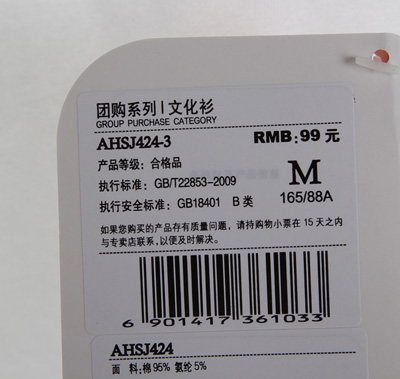 团购系列 | 文化衫
GROUP PURCHASE CATEGORY
AHSJ424-3 RMB: 99 元
产品等级: 合格品
执行标准: GB/T22853-2009 M
执行安全标准: GB18401 B 类 165/88A
如果您购买的产品存有质量问题, 请持购物小票在 15 天之内
与专卖店联系, 以便及时解决。
6 901417 361033
AHSJ424
面 料: 棉95% 氨纶5%